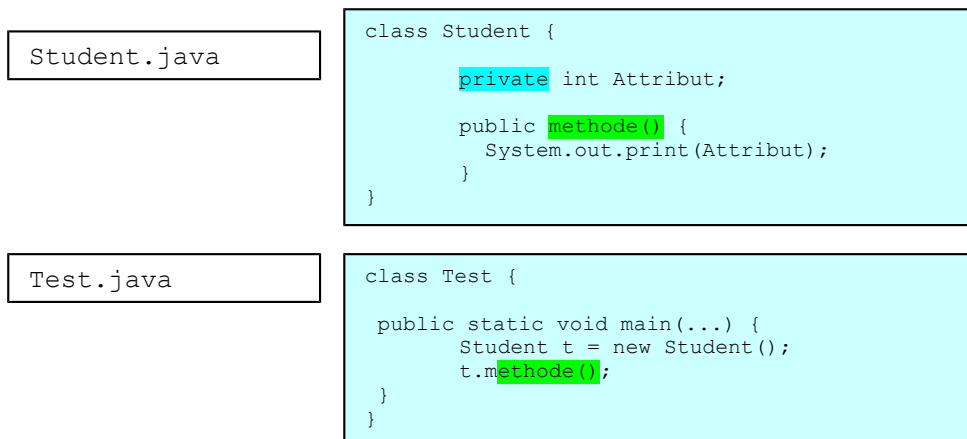 Student.java
class Student {
private int Attribut;
public methode() {
System.out.print(Attribut);
}
}
Test.java
class Test {
public static void main(...) {
Student t = new Student();
t.methode();
}
}